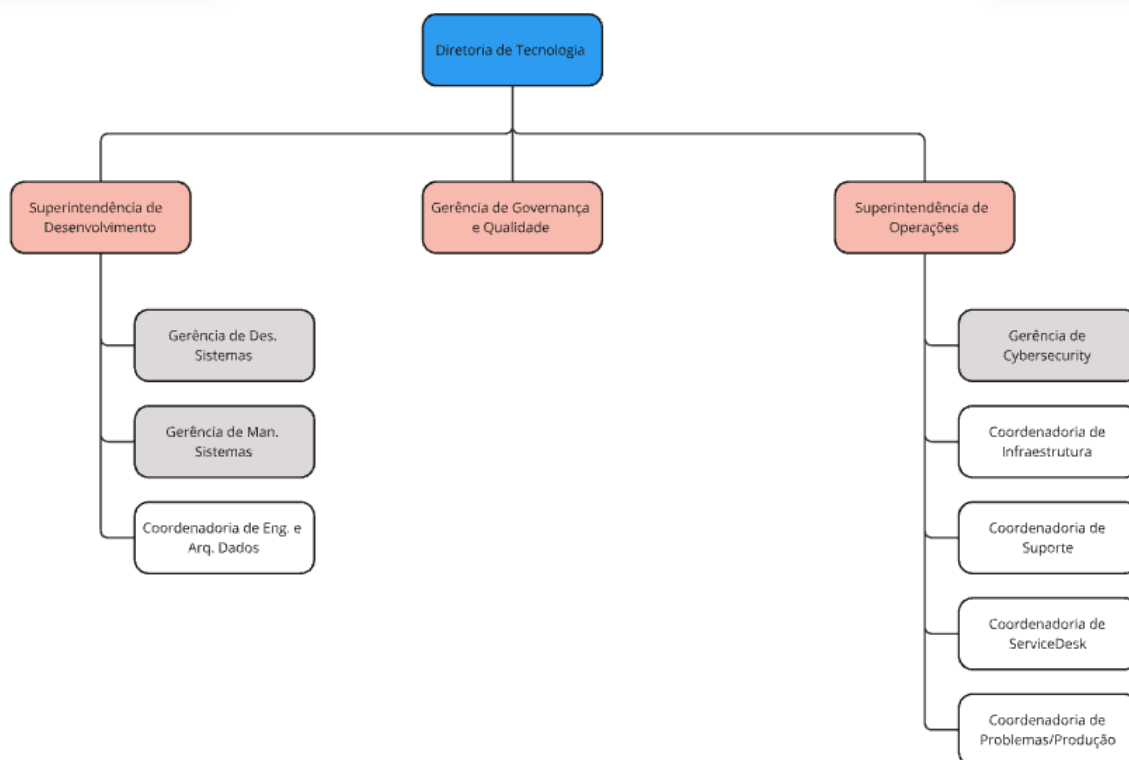 Diretoria de Tecnologia
Superintendência de
Desenvolvimento
Gerência de Governança
e Qualidade
Superintendência de
Operações
Gerência de Des.
Sistemas
Gerência de Man.
Sistemas
Coordenadoria de Eng. e
Arq. Dados
Gerência de
Cybersecurity
Coordenadoria de
Infraestrutura
Coordenadoria de
Suporte
Coordenadoria de
ServiceDesk
Coordenadoria de
Problemas/Produção